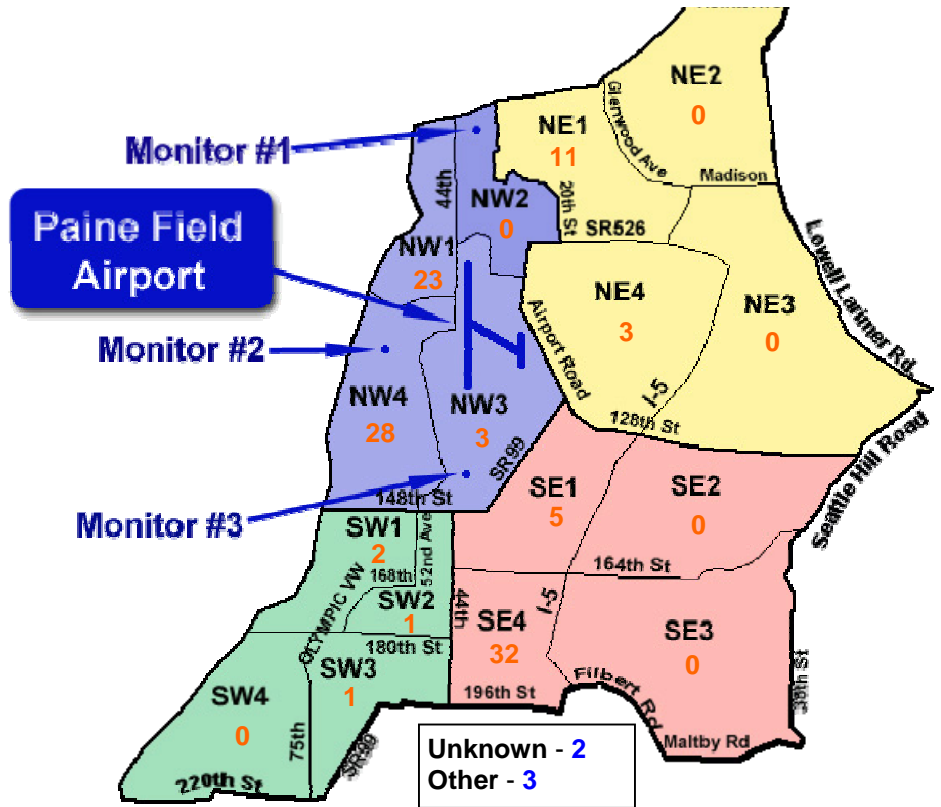 NE2
0
Glenwood Ave
Madison
NE1
11
20th St
SR526
Monitor #1
44th
NW2
0
Paine Field
Airport
NW1
23
NE4
3
NE3
0
Lowell Larimer Rd.
Airport Road
Monitor #2
I-5
128th St
NW4
28
NW3
3
SR99
Seattle Hill Road
SE1
5
SE2
0
148th St
Monitor #3
SW1
2
168th
52nd Ave
164th St
OLYMPIC VW
SW2
1
44th
I-5
SE4
32
SE3
0
180th St
SW3
1
196th St
Filbert Rd
38th St
SW4
0
75th
SR99
Maltby Rd
220th St
Unknown - 2
Other - 3